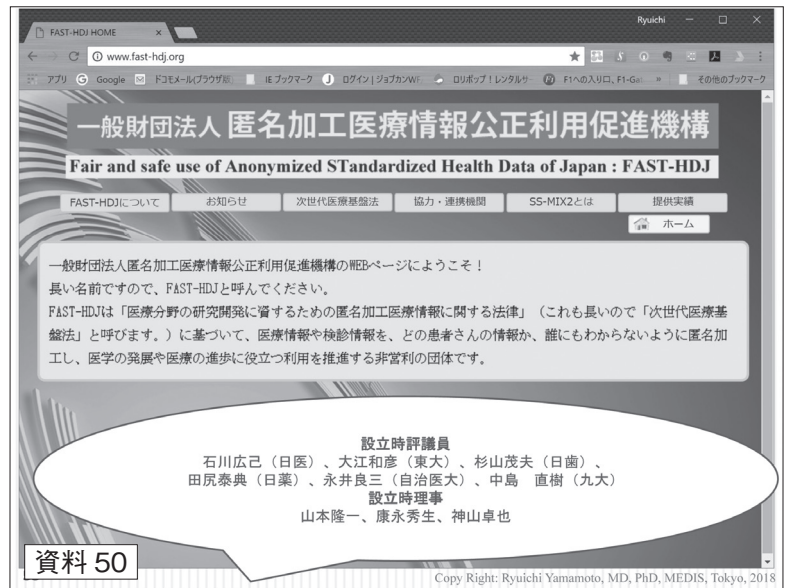 FAST-HDJ HOME
Ryuichi
www.fast-hdj.org
アプリ Google ドコモメール(ブラウザ版) IEブックマーク ログイン | ジョブカンWF ロリポップ!レンタルサー F1への入り口、F1-Ga » その他のブックマーク
一般財団法人 匿名加工医療情報公正利用促進機構
Fair and safe use of Anonymized STandardized Health Data of Japan : FAST-HDJ
FAST-HDJについて お知らせ 次世代医療基盤法 協力・連携機関 SS-MIX2とは 提供実績
ホーム
一般財団法人匿名加工医療情報公正利用促進機構のWEBページにようこそ!
長い名前ですので、FAST-HDJと呼んでください。
FAST-HDJは「医療分野の研究開発に資するための匿名加工医療情報に関する法律」(これも長いので「次世代医療基
盤法」と呼びます。)に基づいて、医療情報や検診情報を、どの患者さんの情報か、誰にもわからないように匿名加
工し、医学の発展や医療の進歩に役立つ利用を推進する非営利の団体です。
設立時評議員
石川広己(日医)、大江和彦(東大)、杉山茂夫(日歯)、
田尻泰典(日薬)、永井良三(自治医大)、中島 直樹(九大)
設立時理事
山本隆一、康永秀生、神山卓也
資料 50
Copy Right: Ryuichi Yamamoto, MD, PhD, MEDIS, Tokyo, 2018